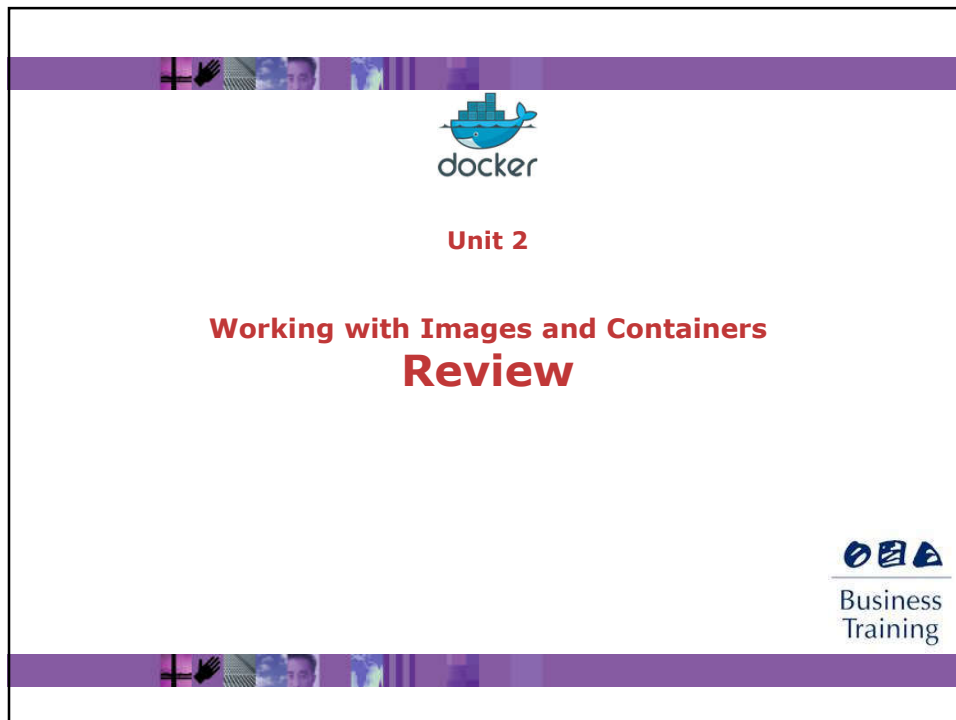 docker
Unit 2
Working with Images and Containers
Review
Business
Training